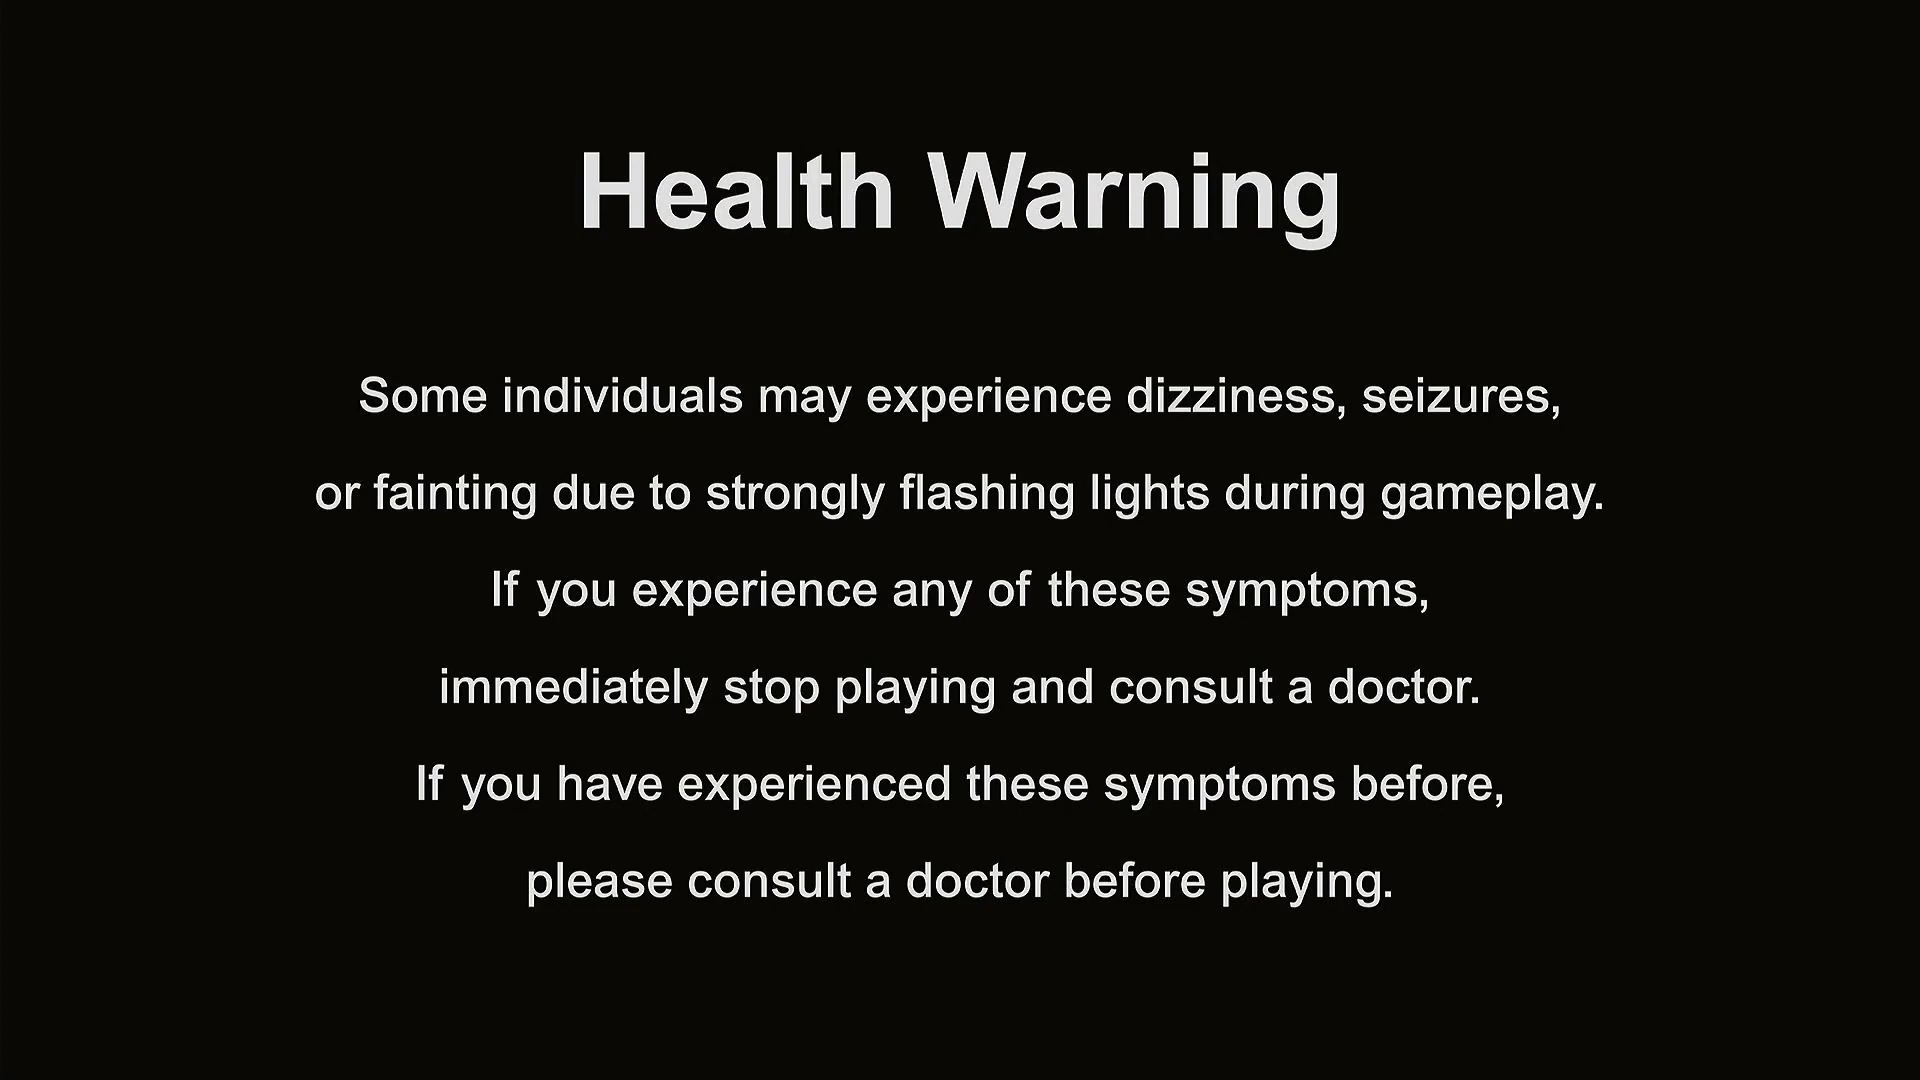 Health Warning
Some individuals may experience dizziness, seizures,
or fainting due to strongly flashing lights during gameplay.
If you experience any of these symptoms,
immediately stop playing and consult a doctor.
If you have experienced these symptoms before,
please consult a doctor before playing.